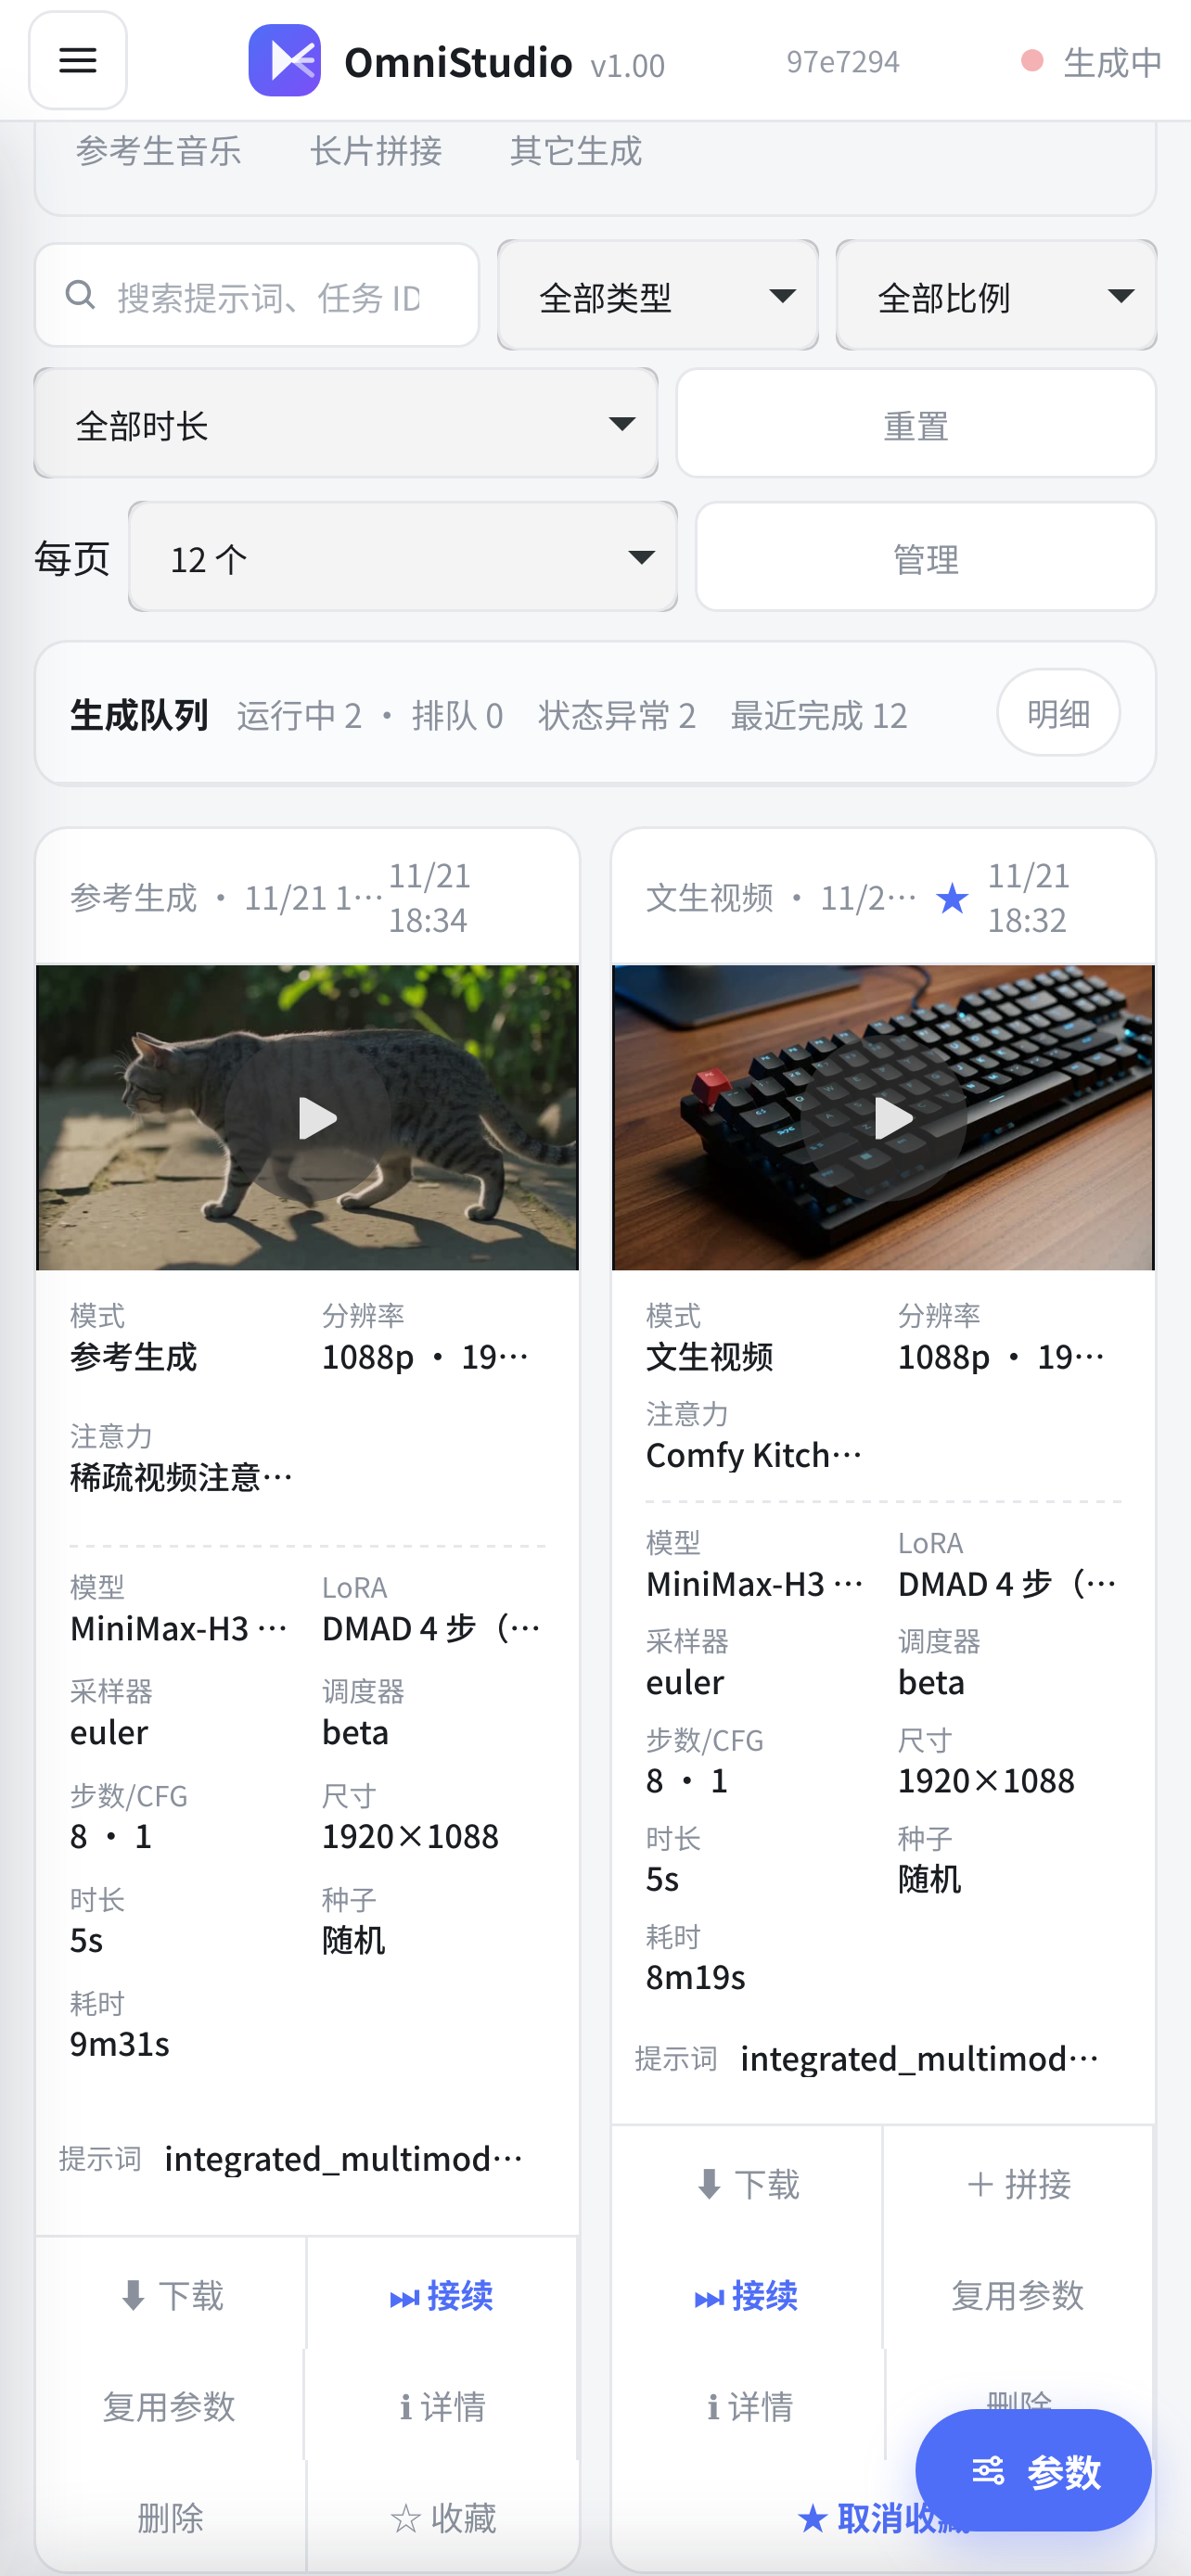 OmniStudio v1.00 97e7294 生成中
参考生音乐 长片拼接 其它生成
搜索提示词、任务 ID 全部类型 全部比例
全部时长 重置
每页 12 个 管理
生成队列 运行中 2 · 排队 0 状态异常 2 最近完成 12 明细
参考生成 · 11/21 1… 11/21
18:34
文生视频 · 11/2… ★ 11/21
18:32
模式 分辨率
参考生成 1088p · 19…
注意力
稀疏视频注意…
模型 LoRA
MiniMax-H3 … DMAD 4 步（…
采样器 调度器
euler beta
步数/CFG 尺寸
8 · 1 1920×1088
时长 种子
5s 随机
耗时
9m31s
提示词 integrated_multimod…
⬇ 下载 ⏭ 接续
复用参数 ℹ 详情
删除 ☆ 收藏
模式 分辨率
文生视频 1088p · 19…
注意力
Comfy Kitch…
模型 LoRA
MiniMax-H3 … DMAD 4 步（…
采样器 调度器
euler beta
步数/CFG 尺寸
8 · 1 1920×1088
时长 种子
5s 随机
耗时
8m19s
提示词 integrated_multimod…
⬇ 下载 ＋ 拼接
⏭ 接续 复用参数
ℹ 详情 删除
★ 取消收藏
参数